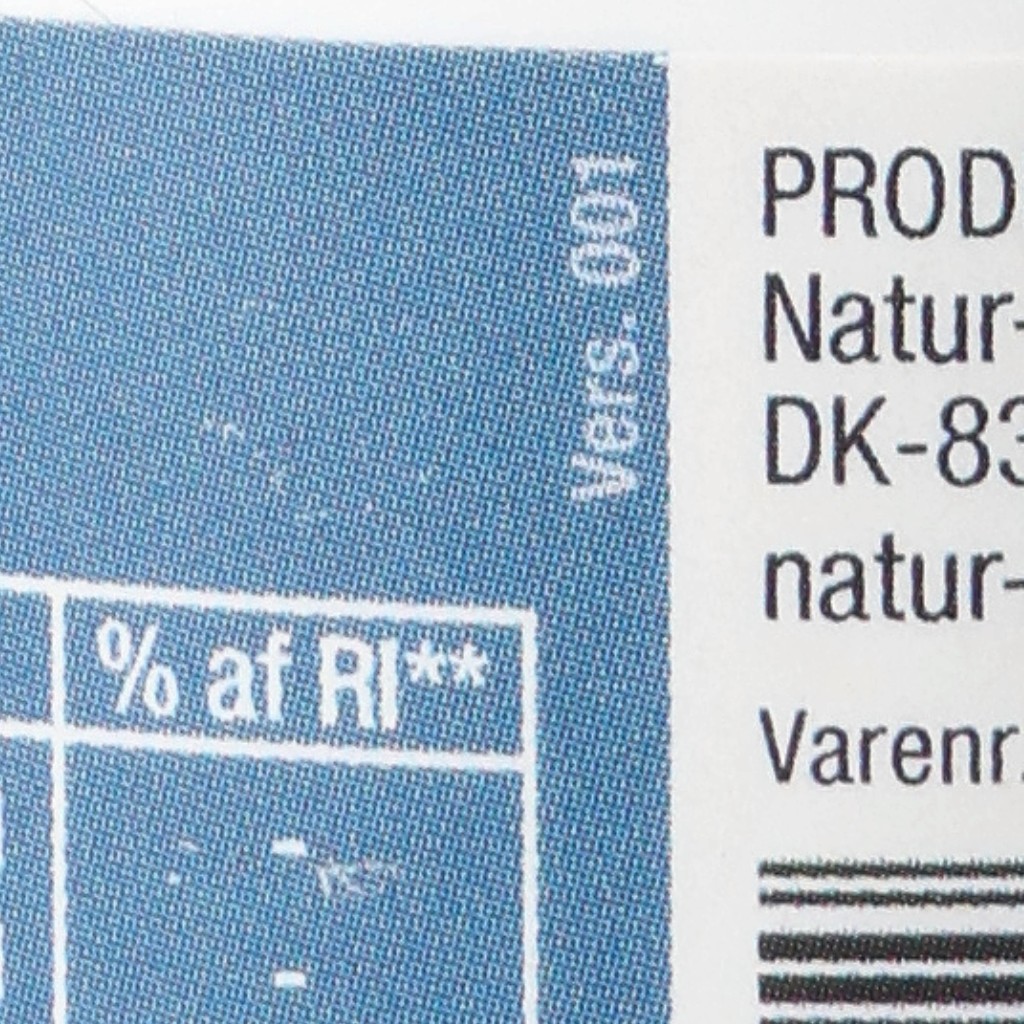 Vers. 001
% af RI**
-
-
PROD
Natur-
DK-83
natur-
Varenr.